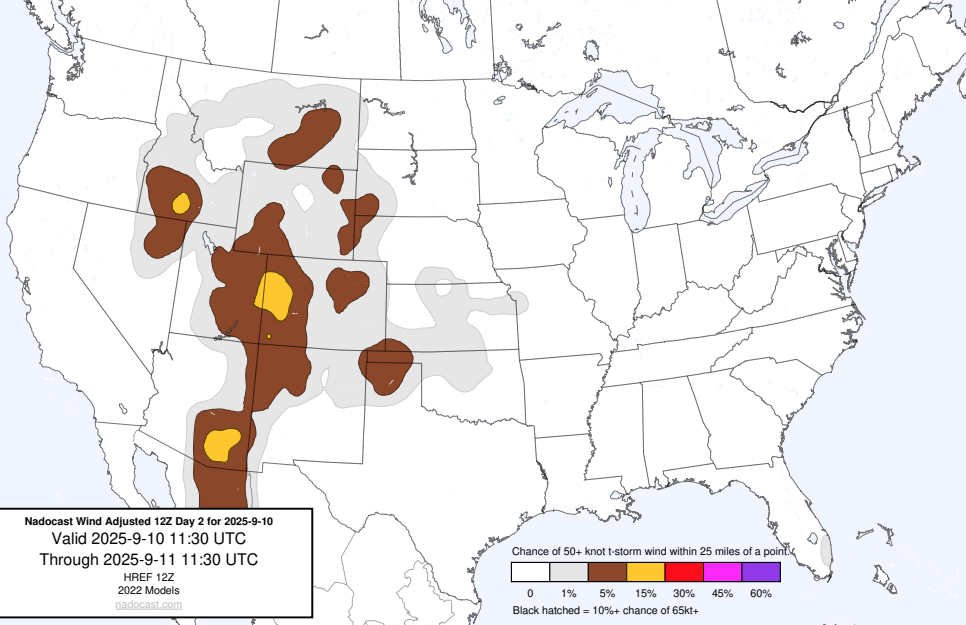 Nadocast Wind Adjusted 12Z Day 2 for 2025-9-10
Valid 2025-9-10 11:30 UTC
Through 2025-9-11 11:30 UTC
HREF 12Z
2022 Models
nadocast.com
Chance of 50+ knot t-storm wind within 25 miles of a point.
0 1% 5% 15% 30% 45% 60%
Black hatched = 10%+ chance of 65kt+